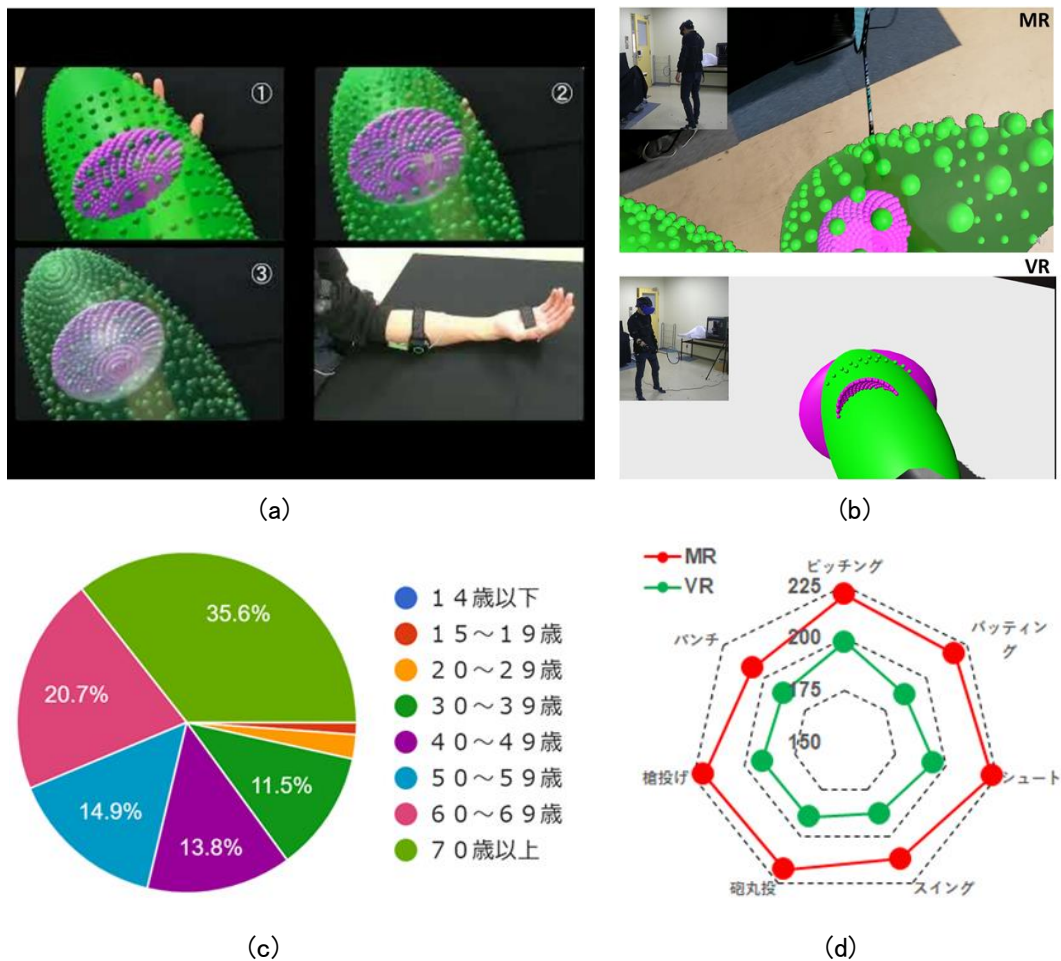 ①
②
③
MR
VR
(a)
(b)
35.6%
20.7%
14.9%
13.8%
11.5%
14歳以下
15～19歳
20～29歳
30～39歳
40～49歳
50～59歳
60～69歳
70歳以上
MR
VR
ピッチング
225
200
175
150
パンチ
バッティ
ング
槍投げ
シュート
砲丸投
スイング
(c)
(d)